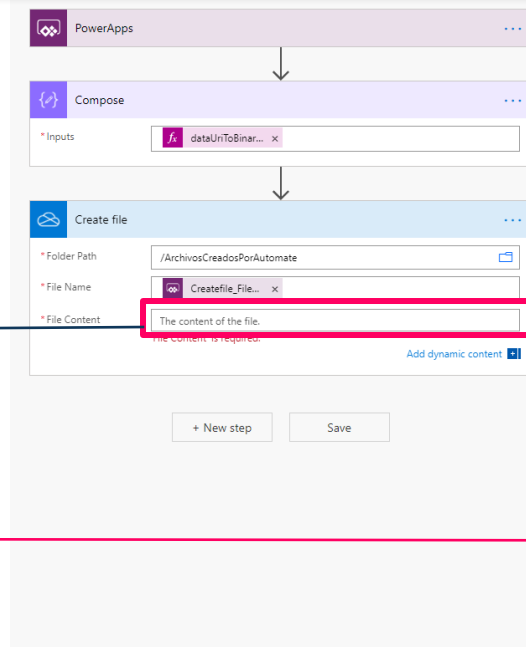 PowerApps
Compose
* Inputs
fx dataUriToBinar... ×
Create file
* Folder Path
/ArchivosCreadosPorAutomate
* File Name
Createfile_File... ×
* File Content
The content of the file.
'File Content' is required.
Add dynamic content
+ New step
Save